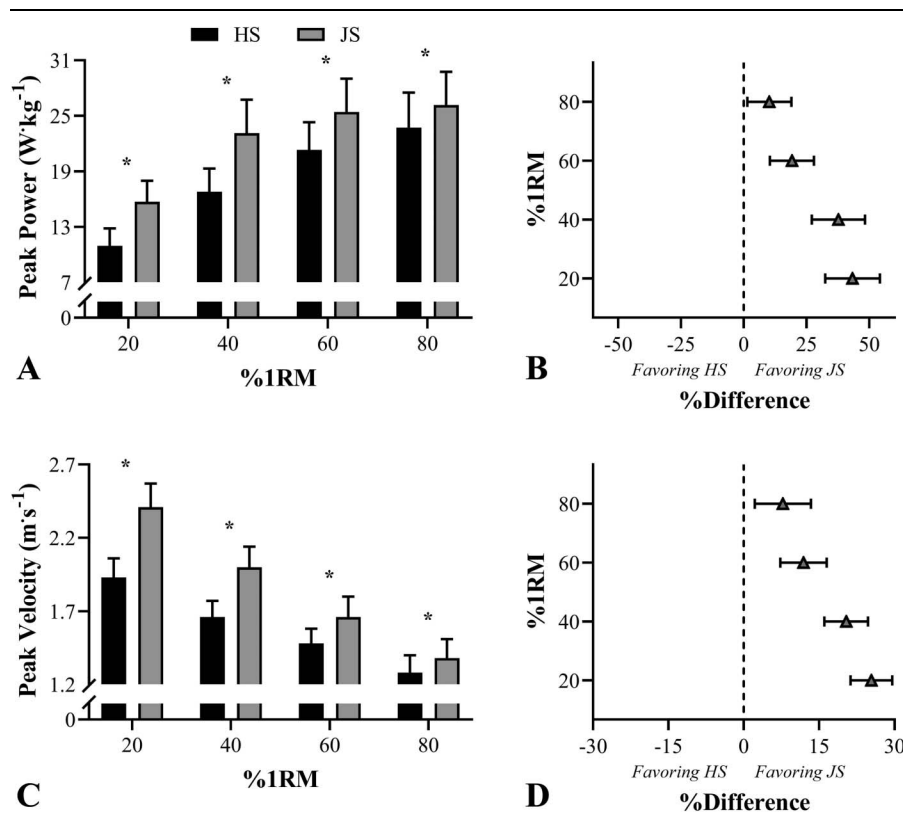 HS JS
Peak Power (W·kg⁻¹)
31
25
19
13
7
0
*
*
*
*
20 40 60 80
%1RM
A
%1RM
80
60
40
20
-50 -25 0 25 50
Favoring HS Favoring JS
%Difference
B
Peak Velocity (m·s⁻¹)
2.7
2.2
1.7
1.2
0
*
*
*
*
20 40 60 80
%1RM
C
%1RM
80
60
40
20
-30 -15 0 15 30
Favoring HS Favoring JS
%Difference
D